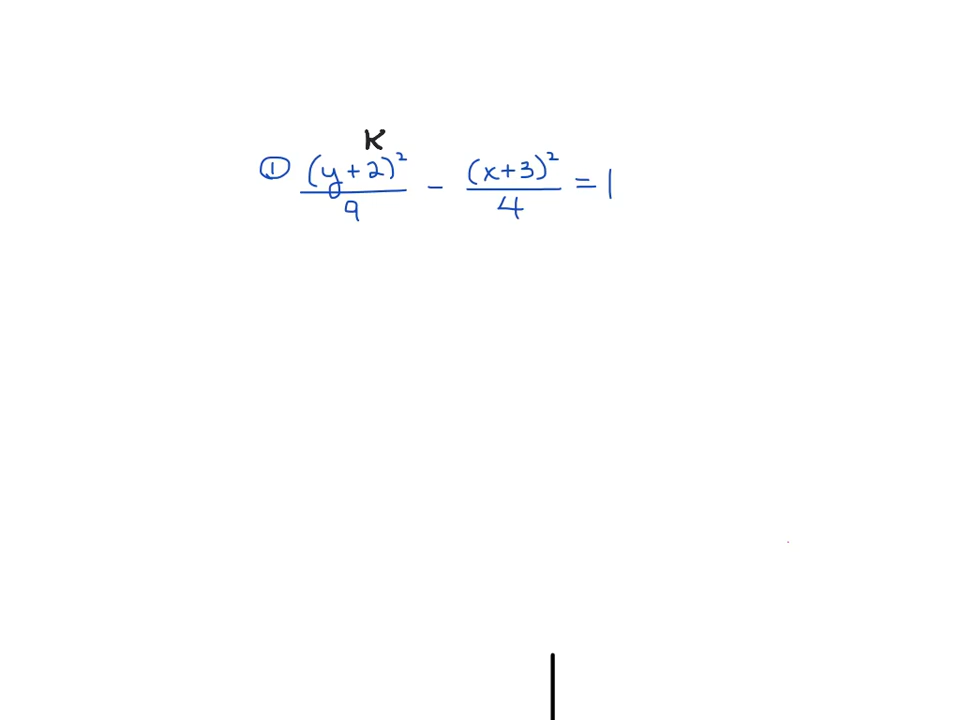 K
① (y+2)²/9 - (x+3)²/4 = 1